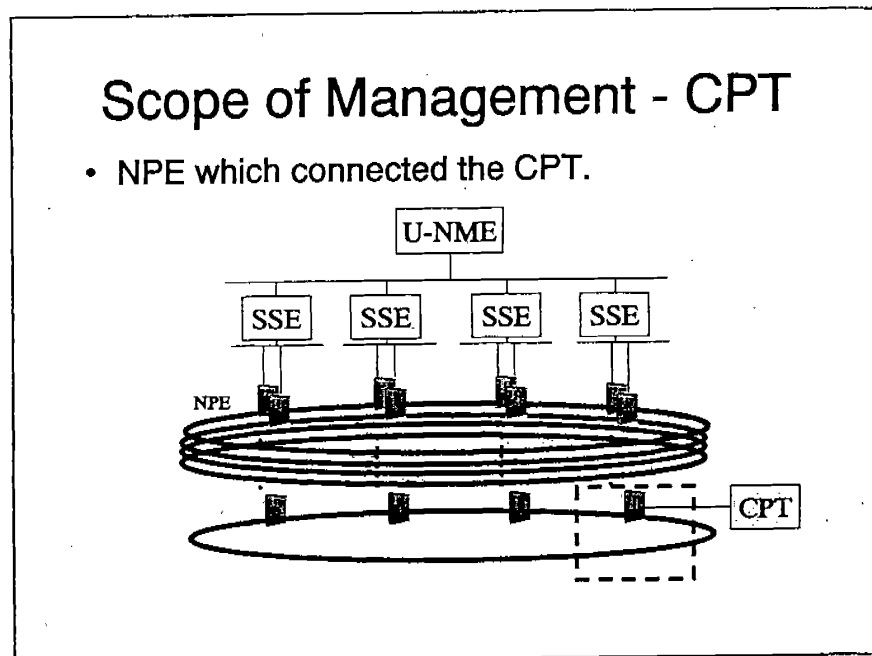 Scope of Management - CPT
• NPE which connected the CPT.
U-NME
SSE SSE SSE SSE
NPE
CPT